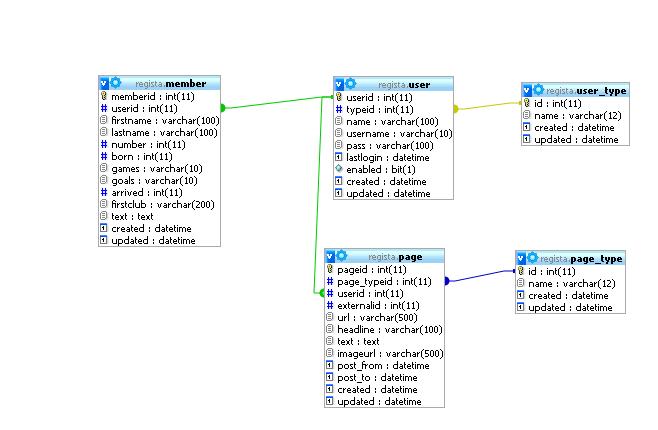 regista.member
memberid : int(11)
userid : int(11)
firstname : varchar(100)
lastname : varchar(100)
number : int(11)
born : int(11)
games : varchar(10)
goals : varchar(10)
arrived : int(11)
firstclub : varchar(200)
text : text
created : datetime
updated : datetime
regista.user
userid : int(11)
typeid : int(11)
name : varchar(100)
username : varchar(10)
pass : varchar(100)
lastlogin : datetime
enabled : bit(1)
created : datetime
updated : datetime
regista.user_type
id : int(11)
name : varchar(12)
created : datetime
updated : datetime
regista.page
pageid : int(11)
page_typeid : int(11)
userid : int(11)
externalid : int(11)
url : varchar(500)
headline : varchar(100)
text : text
imageurl : varchar(500)
post_from : datetime
post_to : datetime
created : datetime
updated : datetime
regista.page_type
id : int(11)
name : varchar(12)
created : datetime
updated : datetime